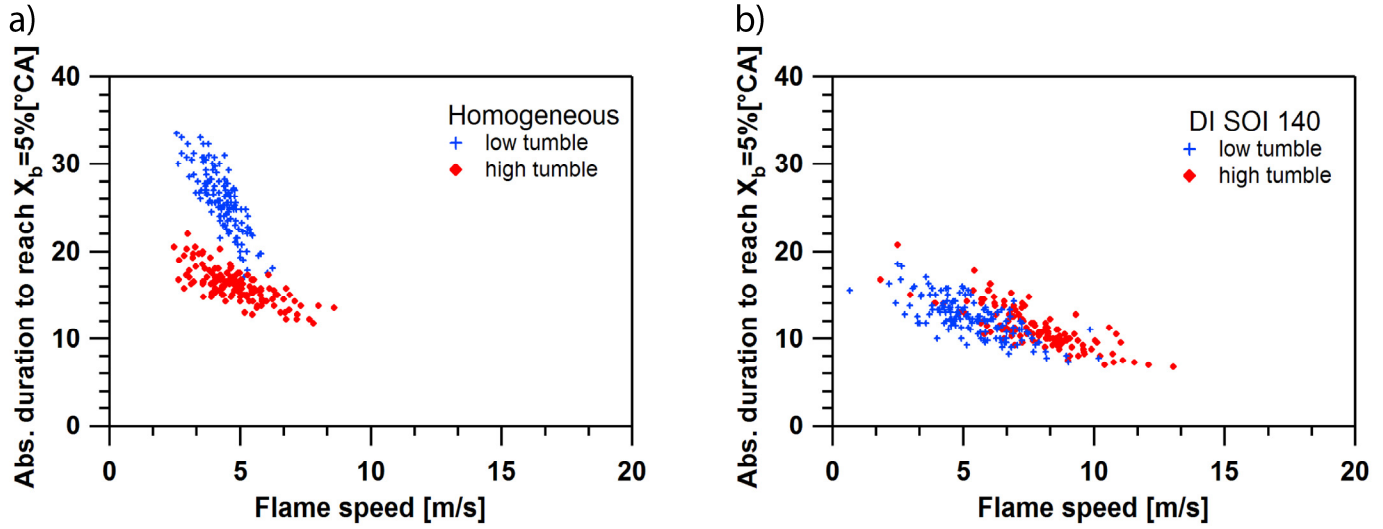 a)
Abs. duration to reach X_b=5%[°CA]
40
30
20
10
0
Homogeneous
low tumble
high tumble
0 5 10 15 20
Flame speed [m/s]
b)
Abs. duration to reach X_b=5%[°CA]
40
30
20
10
0
DI SOI 140
low tumble
high tumble
0 5 10 15 20
Flame speed [m/s]